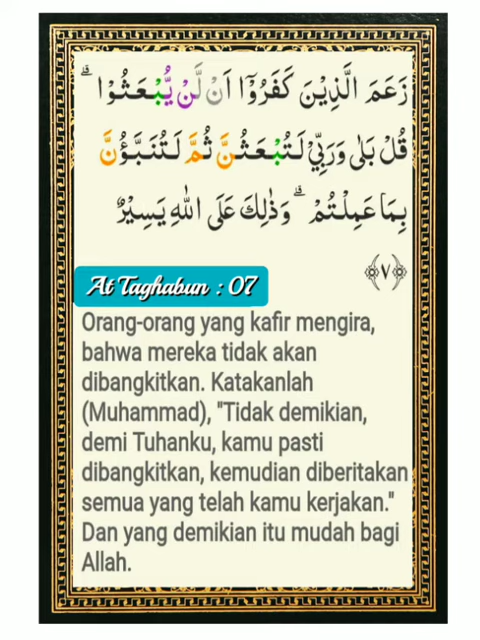 زَعَمَ الَّذِيْنَ كَفَرُوْٓا اَنْ لَّنْ يُّبْعَثُوْا ۗ
قُلْ بَلٰى وَرَبِّيْ لَتُبْعَثُنَّ ثُمَّ لَتُنَبَّؤُنَّ
بِمَا عَمِلْتُمْ ۗ وَذٰلِكَ عَلَى اللّٰهِ يَسِيْرٌ
﴿٧﴾
At Taghabun : 07
Orang-orang yang kafir mengira,
bahwa mereka tidak akan
dibangkitkan. Katakanlah
(Muhammad), "Tidak demikian,
demi Tuhanku, kamu pasti
dibangkitkan, kemudian diberitakan
semua yang telah kamu kerjakan."
Dan yang demikian itu mudah bagi
Allah.